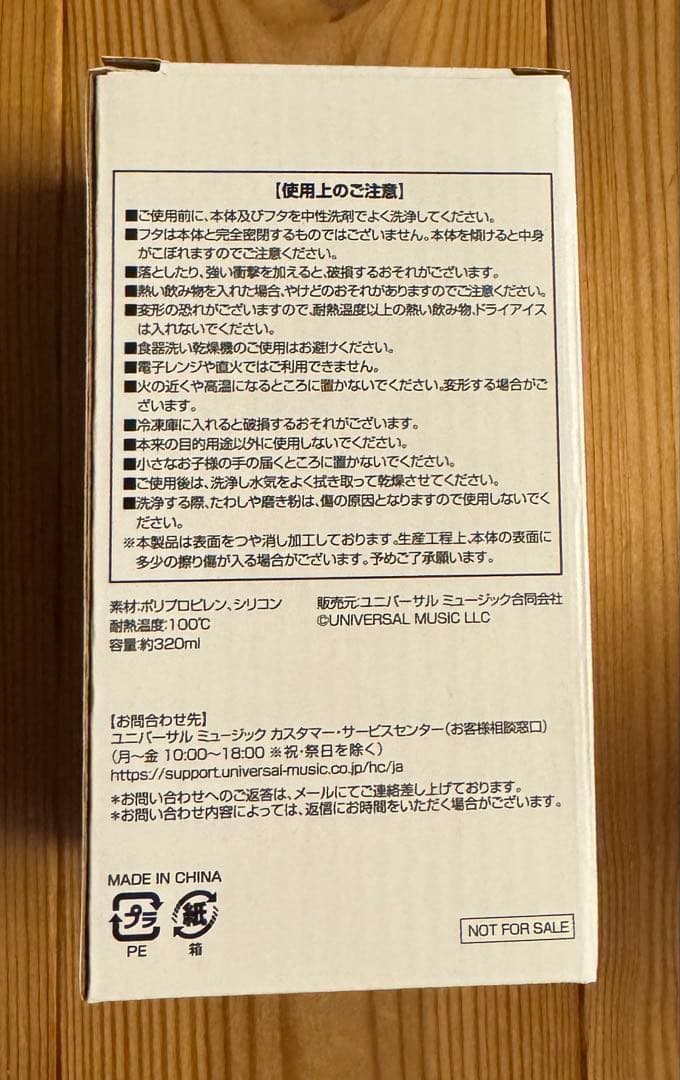 【使用上のご注意】
■ご使用前に、本体及びフタを中性洗剤でよく洗浄してください。
■フタは本体と完全密閉するものではございません。本体を傾けると中身
がこぼれますのでご注意ください。
■落としたり、強い衝撃を加えると、破損するおそれがございます。
■熱い飲み物を入れた場合、やけどのおそれがありますのでご注意ください。
■変形の恐れがございますので、耐熱温度以上の熱い飲み物、ドライアイス
は入れないでください。
■食器洗い乾燥機のご使用はお避けください。
■電子レンジや直火ではご利用できません。
■火の近くや高温になるところに置かないでください。変形する場合がご
ざいます。
■冷凍庫に入れると破損するおそれがございます。
■本来の目的用途以外に使用しないでください。
■小さなお子様の手の届くところに置かないでください。
■ご使用後は、洗浄し水気をよく拭き取って乾燥させてください。
■洗浄する際、たわしや磨き粉は、傷の原因となりますので使用しないでく
ださい。
※本製品は表面をつや消し加工しております。生産工程上、本体の表面に
多少の擦り傷が入る場合がございます。予めご了承願います。
素材:ポリプロピレン、シリコン
耐熱温度:100℃
容量:約320ml
販売元:ユニバーサル ミュージック合同会社
©UNIVERSAL MUSIC LLC
【お問合わせ先】
ユニバーサル ミュージック カスタマー・サービスセンター(お客様相談窓口)
(月〜金 10:00〜18:00 ※祝・祭日を除く)
https://support.universal-music.co.jp/hc/ja
*お問い合わせへのご返答は、メールにてご連絡差し上げております。
*お問い合わせ内容によっては、返信にお時間をいただく場合がございます。
MADE IN CHINA
プラ 紙
PE 箱
NOT FOR SALE